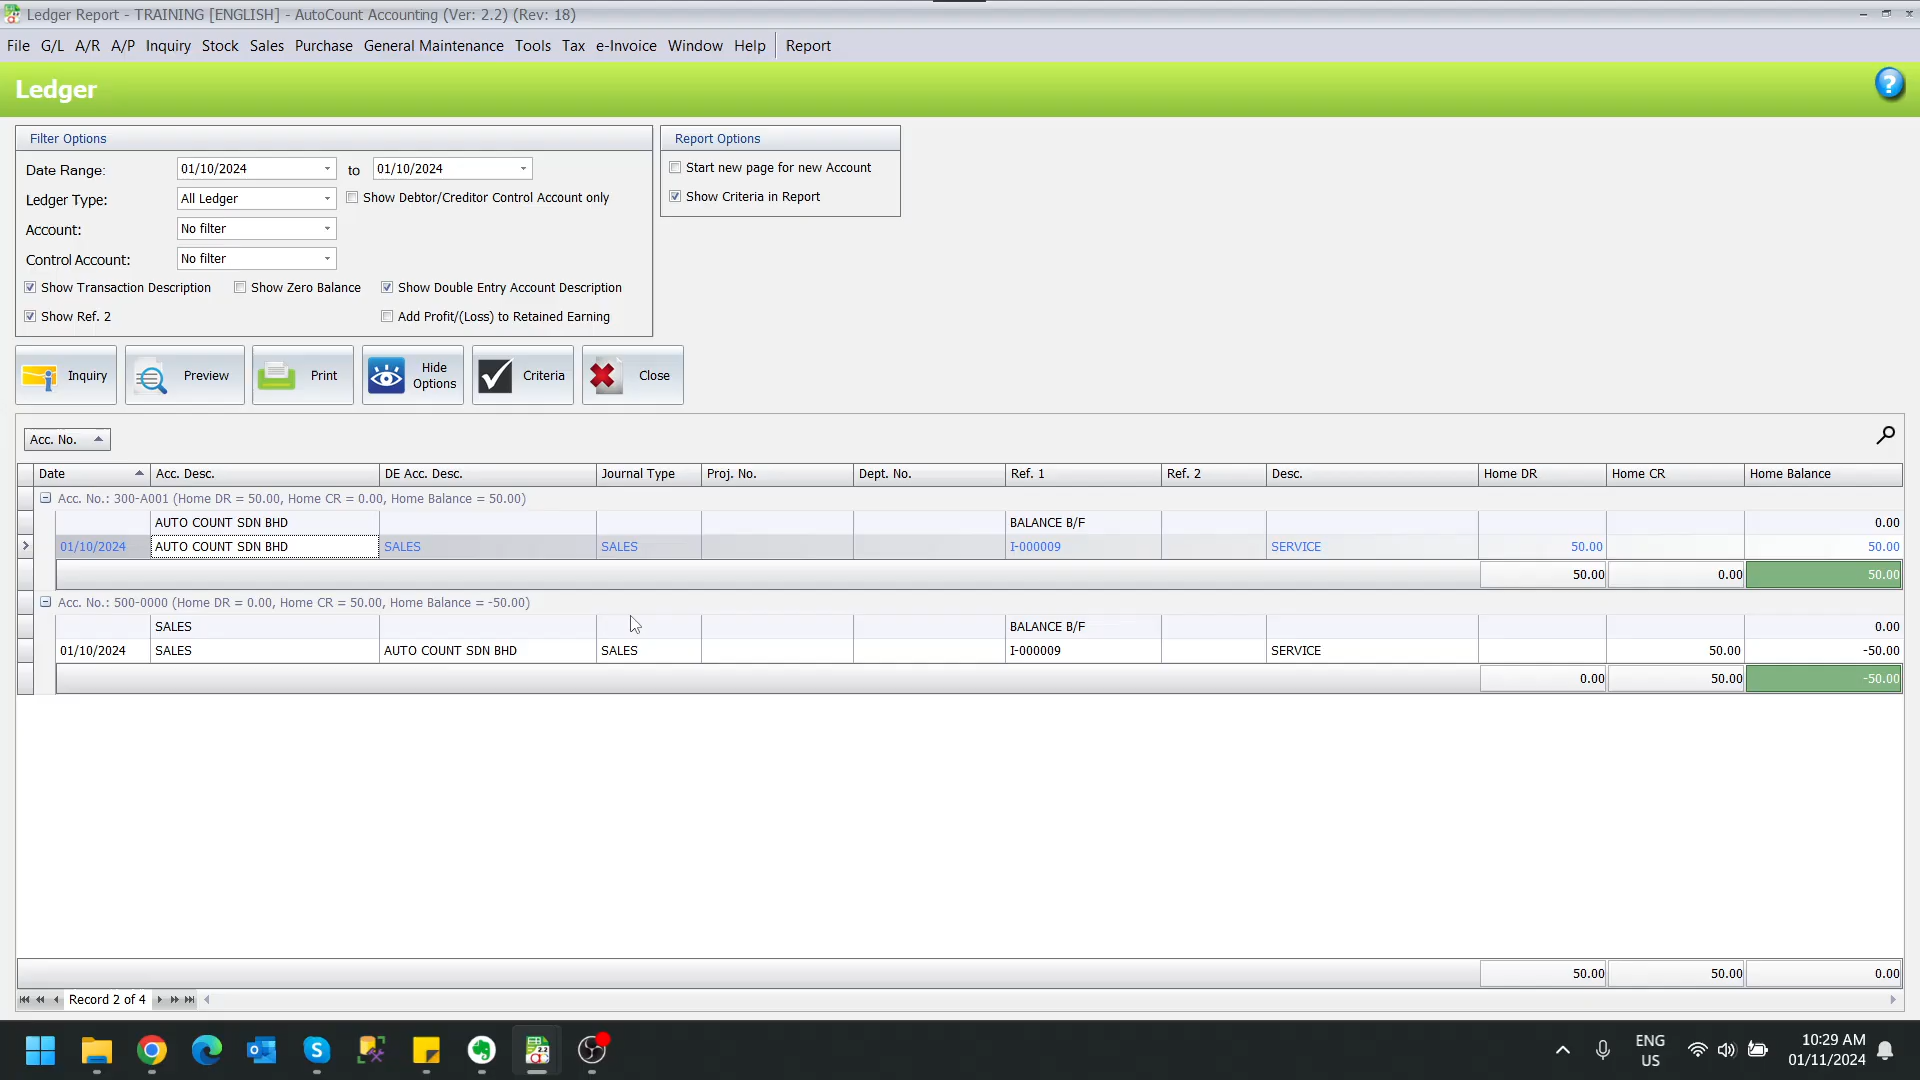 Ledger Report - TRAINING [ENGLISH] - AutoCount Accounting (Ver: 2.2) (Rev: 18)
File G/L A/R A/P Inquiry Stock Sales Purchase General Maintenance Tools Tax e-Invoice Window Help Report
Ledger
Filter Options
Date Range: 01/10/2024 to 01/10/2024
Ledger Type: All Ledger Show Debtor/Creditor Control Account only
Account: No filter
Control Account: No filter
Show Transaction Description Show Zero Balance Show Double Entry Account Description
Show Ref. 2 Add Profit/(Loss) to Retained Earning
Report Options
Start new page for new Account
Show Criteria in Report
Inquiry Preview Print Hide Options Criteria Close
Acc. No.
Date Acc. Desc. DE Acc. Desc. Journal Type Proj. No. Dept. No. Ref. 1 Ref. 2 Desc. Home DR Home CR Home Balance
Acc. No.: 300-A001 (Home DR = 50.00, Home CR = 0.00, Home Balance = 50.00)
AUTO COUNT SDN BHD BALANCE B/F 0.00
01/10/2024 AUTO COUNT SDN BHD SALES SALES I-000009 SERVICE 50.00 50.00
50.00 0.00 50.00
Acc. No.: 500-0000 (Home DR = 0.00, Home CR = 50.00, Home Balance = -50.00)
SALES BALANCE B/F 0.00
01/10/2024 SALES AUTO COUNT SDN BHD SALES I-000009 SERVICE 50.00 -50.00
0.00 50.00 -50.00
50.00 50.00 0.00
Record 2 of 4
ENG
US
10:29 AM
01/11/2024